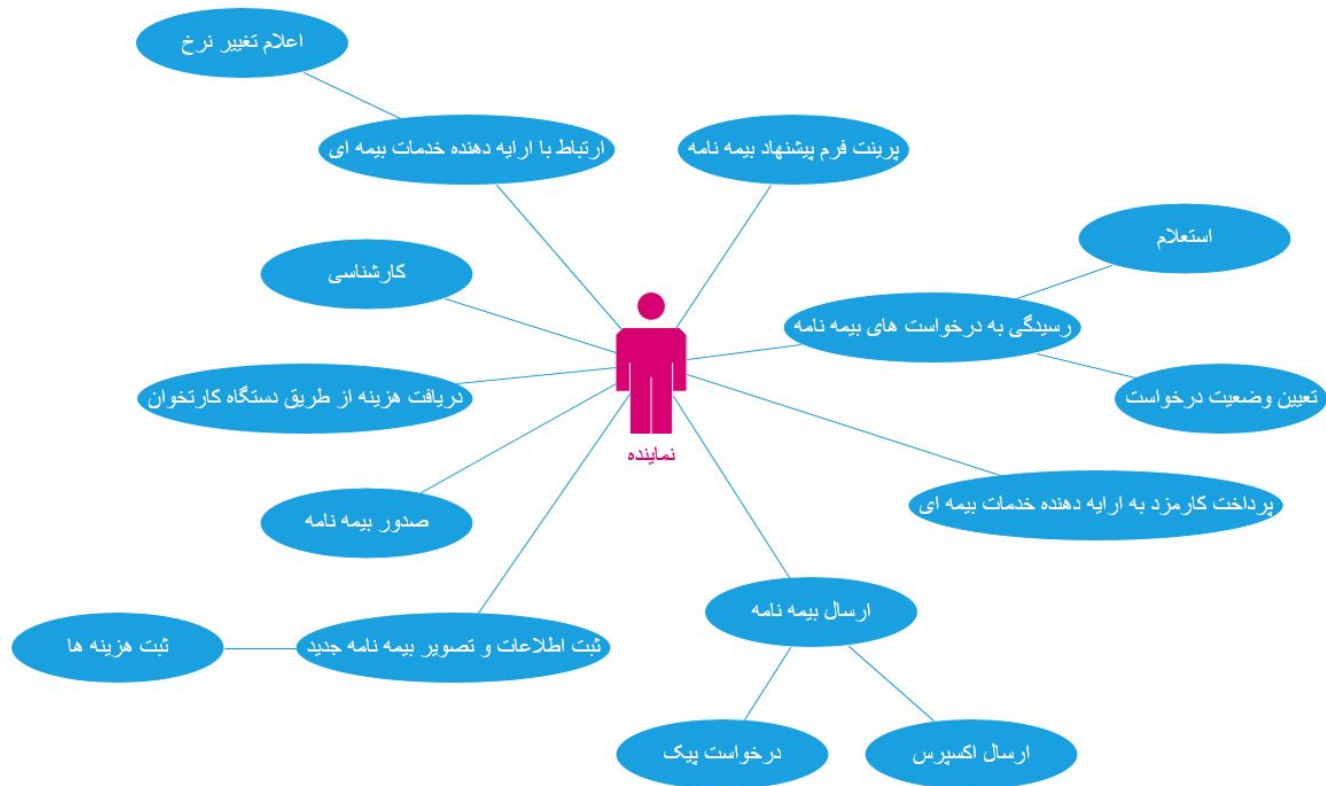 اعلام تغییر نرخ
ارتباط با ارایه دهنده خدمات بیمه ای
پرینت فرم پیشنهاد بیمه نامه
استعلام
کارشناسی
رسیدگی به درخواست های بیمه نامه
دریافت هزینه از طریق دستگاه کارتخوان
تعیین وضعیت درخواست
نماینده
پرداخت کارمزد به ارایه دهنده خدمات بیمه ای
صدور بیمه نامه
ارسال بیمه نامه
ثبت اطلاعات و تصویر بیمه نامه جدید
ثبت هزینه ها
درخواست پیک
ارسال اکسپرس